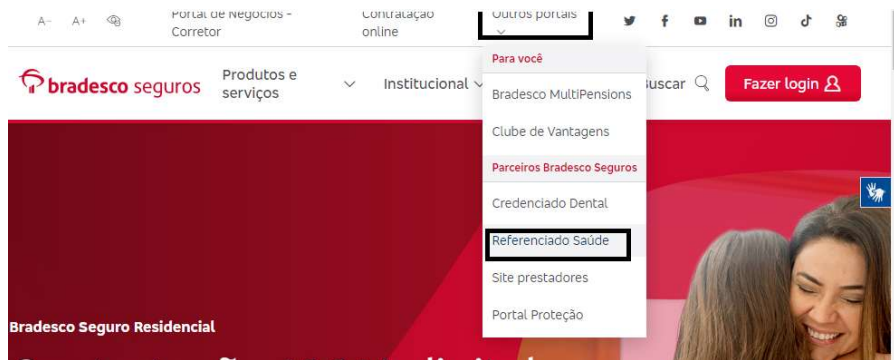 A- A+ Portal de Negócios - Corretor Contratação online Outros portais
bradesco seguros Produtos e serviços Institucional Buscar Fazer login
Para você
Bradesco MultiPensions
Clube de Vantagens
Parceiros Bradesco Seguros
Credenciado Dental
Referenciado Saúde
Site prestadores
Portal Proteção
Bradesco Seguro Residencial